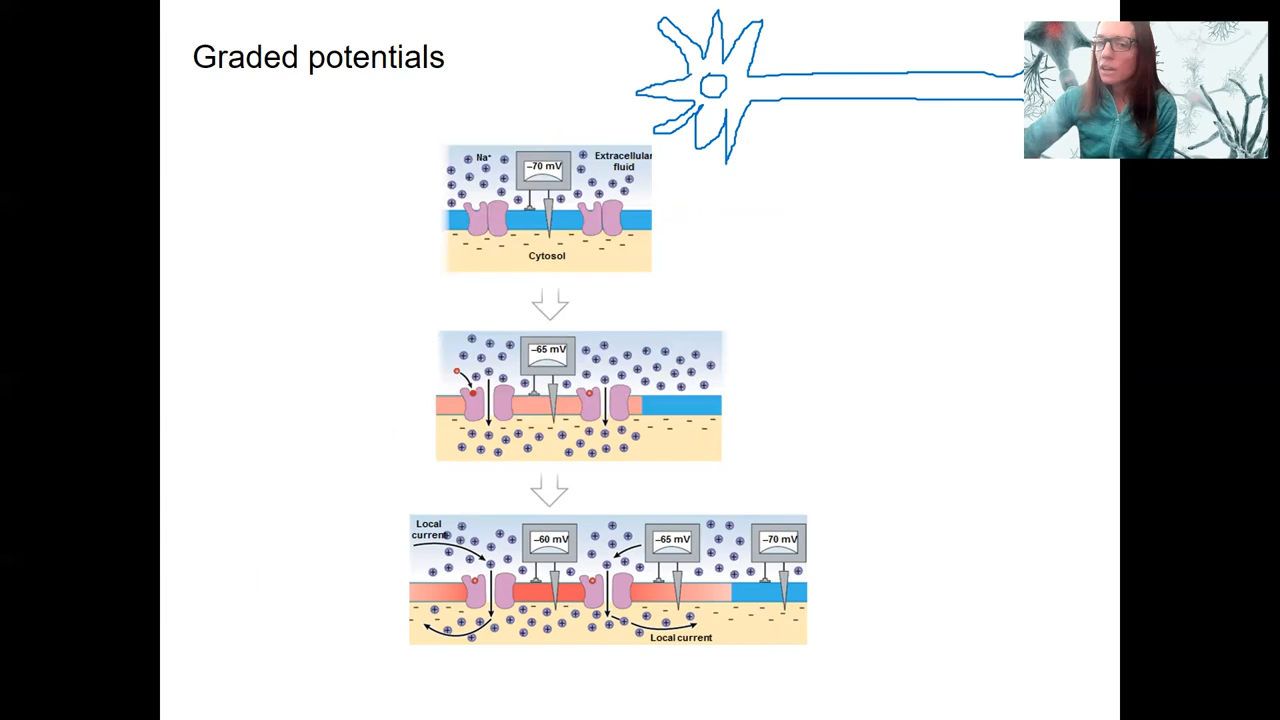 Graded potentials
Na⁺
–70 mV
Extracellular
fluid
Cytosol
–65 mV
Local
current
–60 mV
–65 mV
–70 mV
Local current